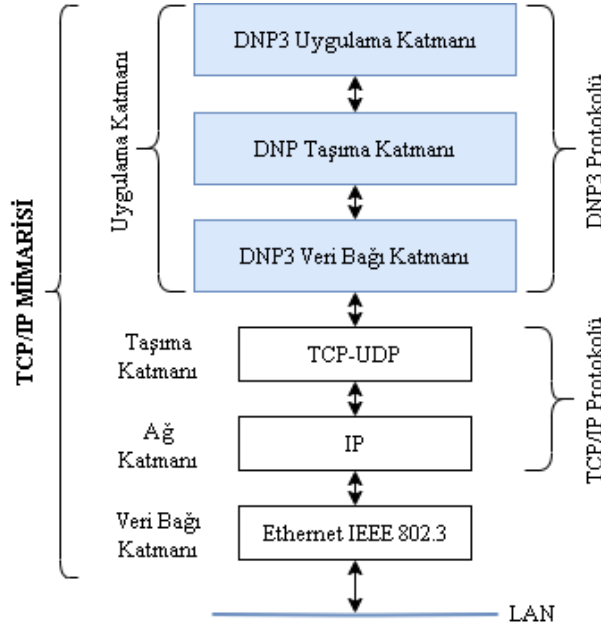 DNP3 Uygulama Katmanı
DNP Taşıma Katmanı
DNP3 Veri Bağı Katmanı
Uygulama Katmanı
DNP3 Protokolü
TCP/IP MİMARİSİ
Taşıma
Katmanı
TCP-UDP
Ağ
Katmanı
IP
TCP/IP Protokolü
Veri Bağı
Katmanı
Ethernet IEEE 802.3
LAN